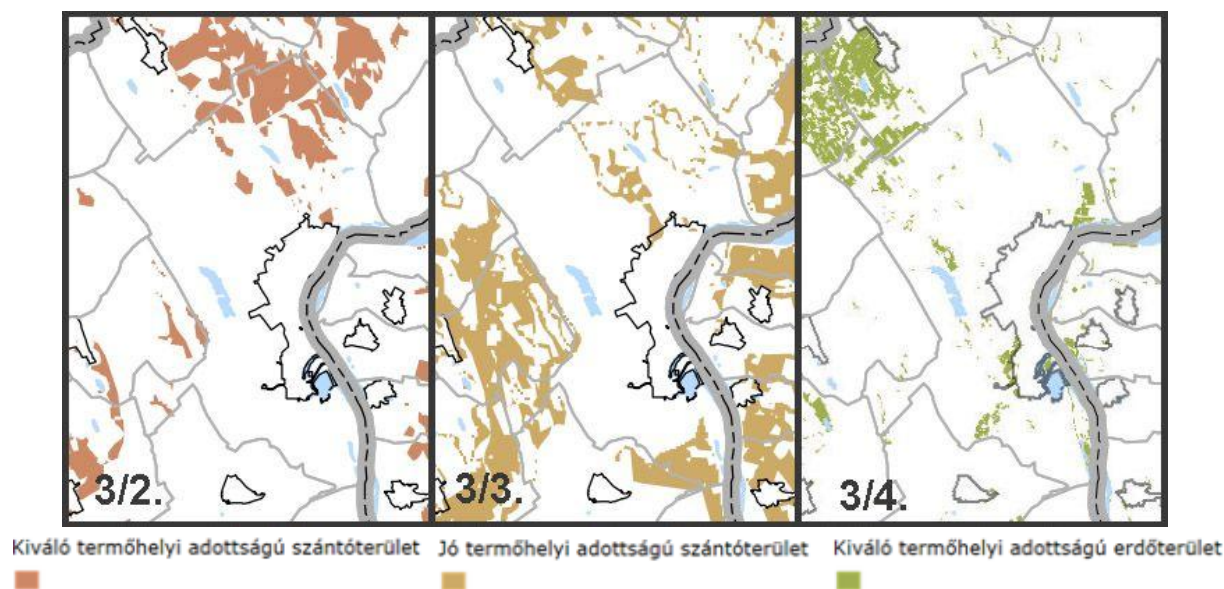 3/2.
3/3.
3/4.
Kiváló termőhelyi adottságú szántóterület
Jó termőhelyi adottságú szántóterület
Kiváló termőhelyi adottságú erdőterület